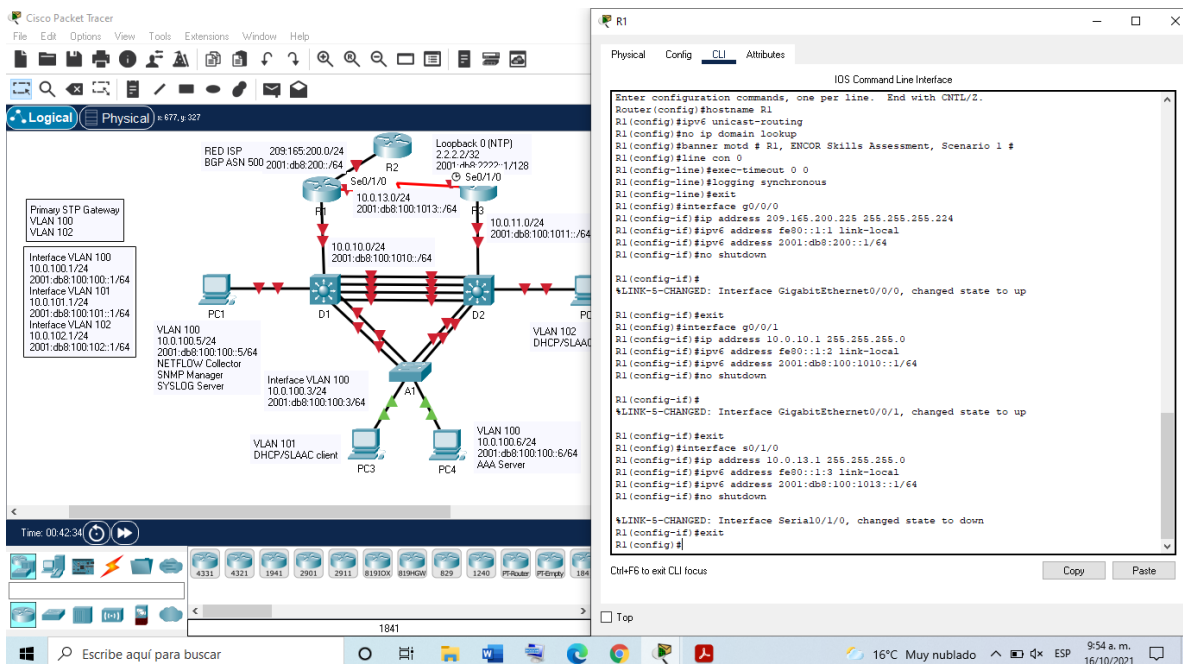 Cisco Packet Tracer
File Edit Options View Tools Extensions Window Help
Logical
Physical
x: 677, y: 327
RED ISP
BGP ASN 500
209.165.200.0/24
2001:db8:200::/64
R2
Loopback 0 (NTP)
2.2.2.2/32
2001:db8:2222::1/128
Se0/1/0
Se0/1/0
R1
10.0.13.0/24
2001:db8:100:1013::/64
10.0.11.0/24
2001:db8:100:1011::/64
Primary STP Gateway
VLAN 100
VLAN 102
10.0.10.0/24
2001:db8:100:1010::/64
Interface VLAN 100
10.0.100.1/24
2001:db8:100:100::1/64
Interface VLAN 101
10.0.101.1/24
2001:db8:100:101::1/64
Interface VLAN 102
10.0.102.1/24
2001:db8:100:102::1/64
PC1
D1
D2
VLAN 100
10.0.100.5/24
2001:db8:100:100::5/64
NETFLOW Collector
SNMP Manager
SYSLOG Server
VLAN 102
DHCP/SLAAC
Interface VLAN 100
10.0.100.3/24
2001:db8:100:100:3/64
A1
VLAN 101
DHCP/SLAAC client
PC3
PC4
VLAN 100
10.0.100.6/24
2001:db8:100:100::6/64
AAA Server
Time: 00:42:34
4331 4321 1941 2901 2911 819IOX 819HGW 829 1240 PT-Router PT-Empty 184
1841
R1
Physical Config CLI Attributes
IOS Command Line Interface
Enter configuration commands, one per line. End with CNTL/Z.
Router(config)#hostname R1
R1(config)#ipv6 unicast-routing
R1(config)#no ip domain lookup
R1(config)#banner motd # R1, ENCOR Skills Assessment, Scenario 1 #
R1(config)#line con 0
R1(config-line)#exec-timeout 0 0
R1(config-line)#logging synchronous
R1(config-line)#exit
R1(config)#interface g0/0/0
R1(config-if)#ip address 209.165.200.225 255.255.255.224
R1(config-if)#ipv6 address fe80::1:1 link-local
R1(config-if)#ipv6 address 2001:db8:200::1/64
R1(config-if)#no shutdown
R1(config-if)#
%LINK-5-CHANGED: Interface GigabitEthernet0/0/0, changed state to up
R1(config-if)#exit
R1(config)#interface g0/0/1
R1(config-if)#ip address 10.0.10.1 255.255.255.0
R1(config-if)#ipv6 address fe80::1:2 link-local
R1(config-if)#ipv6 address 2001:db8:100:1010::1/64
R1(config-if)#no shutdown
R1(config-if)#
%LINK-5-CHANGED: Interface GigabitEthernet0/0/1, changed state to up
R1(config-if)#exit
R1(config)#interface s0/1/0
R1(config-if)#ip address 10.0.13.1 255.255.255.0
R1(config-if)#ipv6 address fe80::1:3 link-local
R1(config-if)#ipv6 address 2001:db8:100:1013::1/64
R1(config-if)#no shutdown
%LINK-5-CHANGED: Interface Serial0/1/0, changed state to down
R1(config-if)#exit
R1(config)#
Ctrl+F6 to exit CLI focus
Copy
Paste
Top
Escribe aquí para buscar
16°C Muy nublado
ESP
9:54 a. m.
16/10/2021